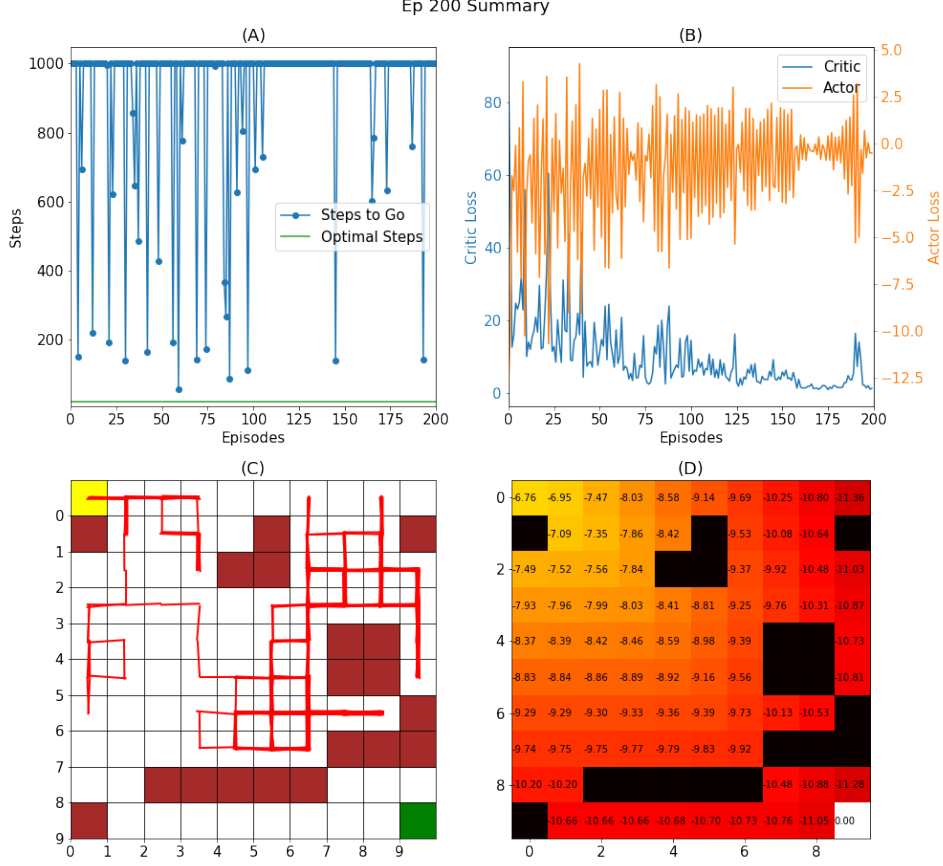 Ep 200 Summary
(A)
1000
800
600
400
200
Steps
Steps to Go
Optimal Steps
0 25 50 75 100 125 150 175 200
Episodes
(B)
80
60
40
20
0
Critic Loss
Critic
Actor
5.0
2.5
0.0
−2.5
−5.0
−7.5
−10.0
−12.5
Actor Loss
0 25 50 75 100 125 150 175 200
Episodes
(C)
0
1
2
3
4
5
6
7
8
9
0 1 2 3 4 5 6 7 8 9
(D)
0
2
4
6
8
-6.76 -6.95 -7.47 -8.03 -8.58 -9.14 -9.69 -10.25 -10.80 -11.36
-7.09 -7.35 -7.86 -8.42 -9.53 -10.08 -10.64
-7.49 -7.52 -7.56 -7.84 -9.37 -9.92 -10.48 -11.03
-7.93 -7.96 -7.99 -8.03 -8.41 -8.81 -9.25 -9.76 -10.31 -10.87
-8.37 -8.39 -8.42 -8.46 -8.59 -8.98 -9.39 -10.73
-8.83 -8.84 -8.86 -8.89 -8.92 -9.16 -9.56 -10.81
-9.29 -9.29 -9.30 -9.33 -9.36 -9.39 -9.73 -10.13 -10.53
-9.74 -9.75 -9.75 -9.77 -9.79 -9.83 -9.92
-10.20 -10.20 -10.48 -10.88 -11.28
-10.66 -10.66 -10.68 -10.70 -10.73 -10.76 -11.05 0.00
0 2 4 6 8